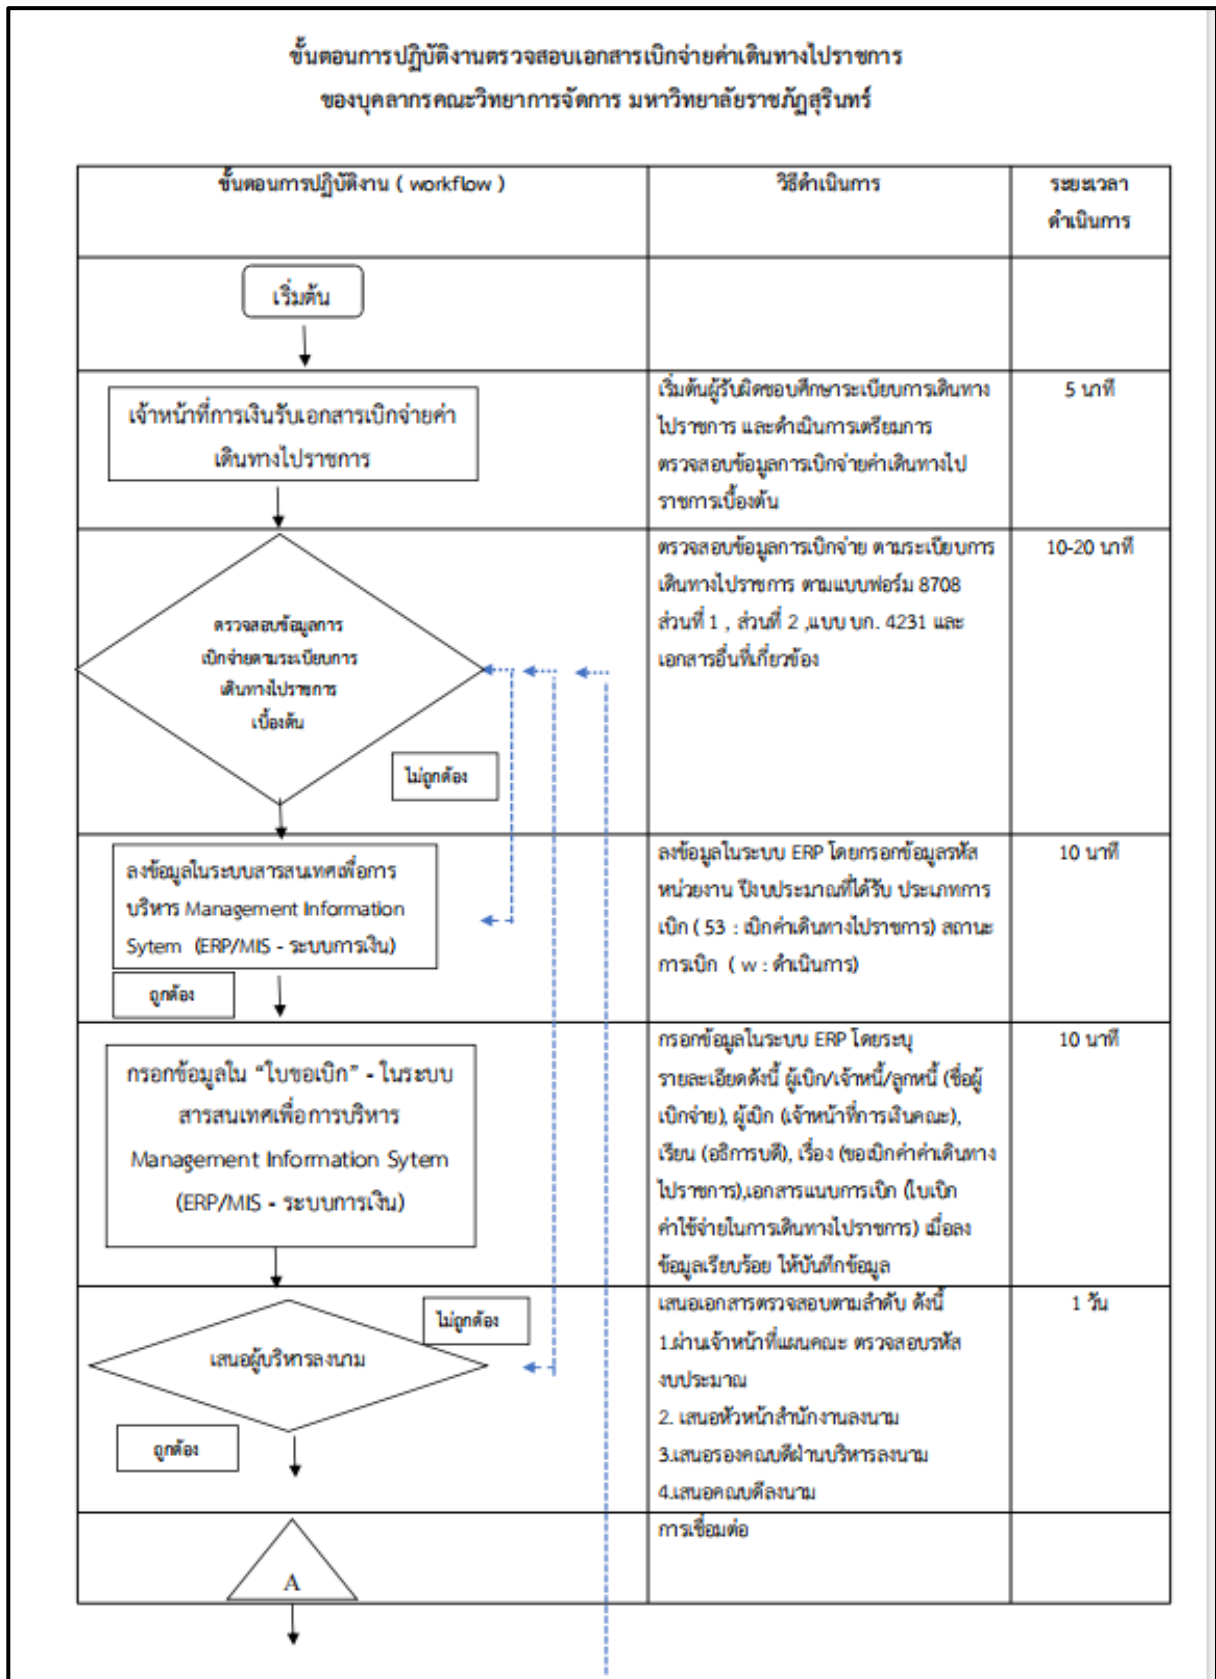 ขั้นตอนการปฏิบัติงานตรวจสอบเอกสารเบิกจ่ายค่าเดินทางไปราชการ
ของบุคลากรคณะวิทยาการจัดการ มหาวิทยาลัยราชภัฏสุรินทร์
ขั้นตอนการปฏิบัติงาน ( workflow )
วิธีดำเนินการ
ระยะเวลา
ดำเนินการ
เริ่มต้น
เจ้าหน้าที่การเงินรับเอกสารเบิกจ่ายค่า
เดินทางไปราชการ
เริ่มต้นผู้รับผิดชอบศึกษาระเบียบการเดินทาง
ไปราชการ และดำเนินการเตรียมการ
ตรวจสอบข้อมูลการเบิกจ่ายค่าเดินทางไป
ราชการเบื้องต้น
5 นาที
ตรวจสอบข้อมูลการ
เบิกจ่ายตามระเบียบการ
เดินทางไปราชการ
เบื้องต้น
ไม่ถูกต้อง
ตรวจสอบข้อมูลการเบิกจ่าย ตามระเบียบการ
เดินทางไปราชการ ตามแบบฟอร์ม 8708
ส่วนที่ 1 , ส่วนที่ 2 ,แบบ บก. 4231 และ
เอกสารอื่นที่เกี่ยวข้อง
10-20 นาที
ลงข้อมูลในระบบสารสนเทศเพื่อการ
บริหาร Management Information
Sytem (ERP/MIS - ระบบการเงิน)
ถูกต้อง
ลงข้อมูลในระบบ ERP โดยกรอกข้อมูลรหัส
หน่วยงาน ปีงบประมาณที่ได้รับ ประเภทการ
เบิก ( 53 : เบิกค่าเดินทางไปราชการ) สถานะ
การเบิก ( w : ดำเนินการ)
10 นาที
กรอกข้อมูลใน “ใบขอเบิก” - ในระบบ
สารสนเทศเพื่อการบริหาร
Management Information Sytem
(ERP/MIS - ระบบการเงิน)
กรอกข้อมูลในระบบ ERP โดยระบุ
รายละเอียดดังนี้ ผู้เบิก/เจ้าหนี้/ลูกหนี้ (ชื่อผู้
เบิกจ่าย), ผู้เบิก (เจ้าหน้าที่การเงินคณะ),
เรียน (อธิการบดี), เรื่อง (ขอเบิกค่าค่าเดินทาง
ไปราชการ),เอกสารแนบการเบิก (ใบเบิก
ค่าใช้จ่ายในการเดินทางไปราชการ) เมื่อลง
ข้อมูลเรียบร้อย ให้บันทึกข้อมูล
10 นาที
ไม่ถูกต้อง
เสนอผู้บริหารลงนาม
ถูกต้อง
เสนอเอกสารตรวจสอบตามลำดับ ดังนี้
1.ผ่านเจ้าหน้าที่แผนคณะ ตรวจสอบรหัส
งบประมาณ
2. เสนอหัวหน้าสำนักงานลงนาม
3.เสนอรองคณบดีฝ่านบริหารลงนาม
4.เสนอคณบดีลงนาม
1 วัน
A
การเชื่อมต่อ